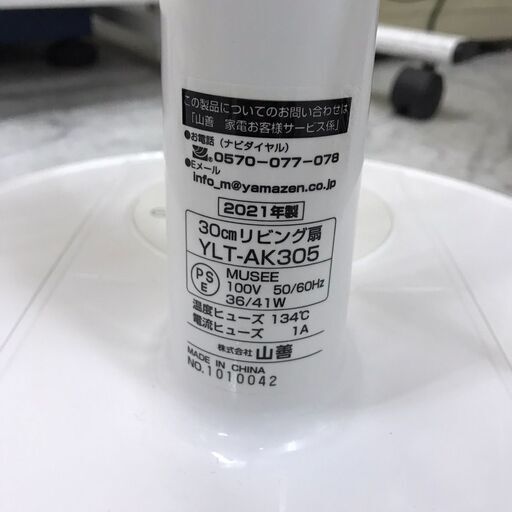 この製品についてのお問い合わせは
「山善 家電お客様サービス係」
●お電話（ナビダイヤル）
0570-077-078
●Eメール
info_m@yamazen.co.jp
2021年製
30cmリビング扇
YLT-AK305
PSE MUSEE
100V 50/60Hz
36/41W
温度ヒューズ 134℃
電流ヒューズ 1A
株式会社 山善
MADE IN CHINA
NO.1010042